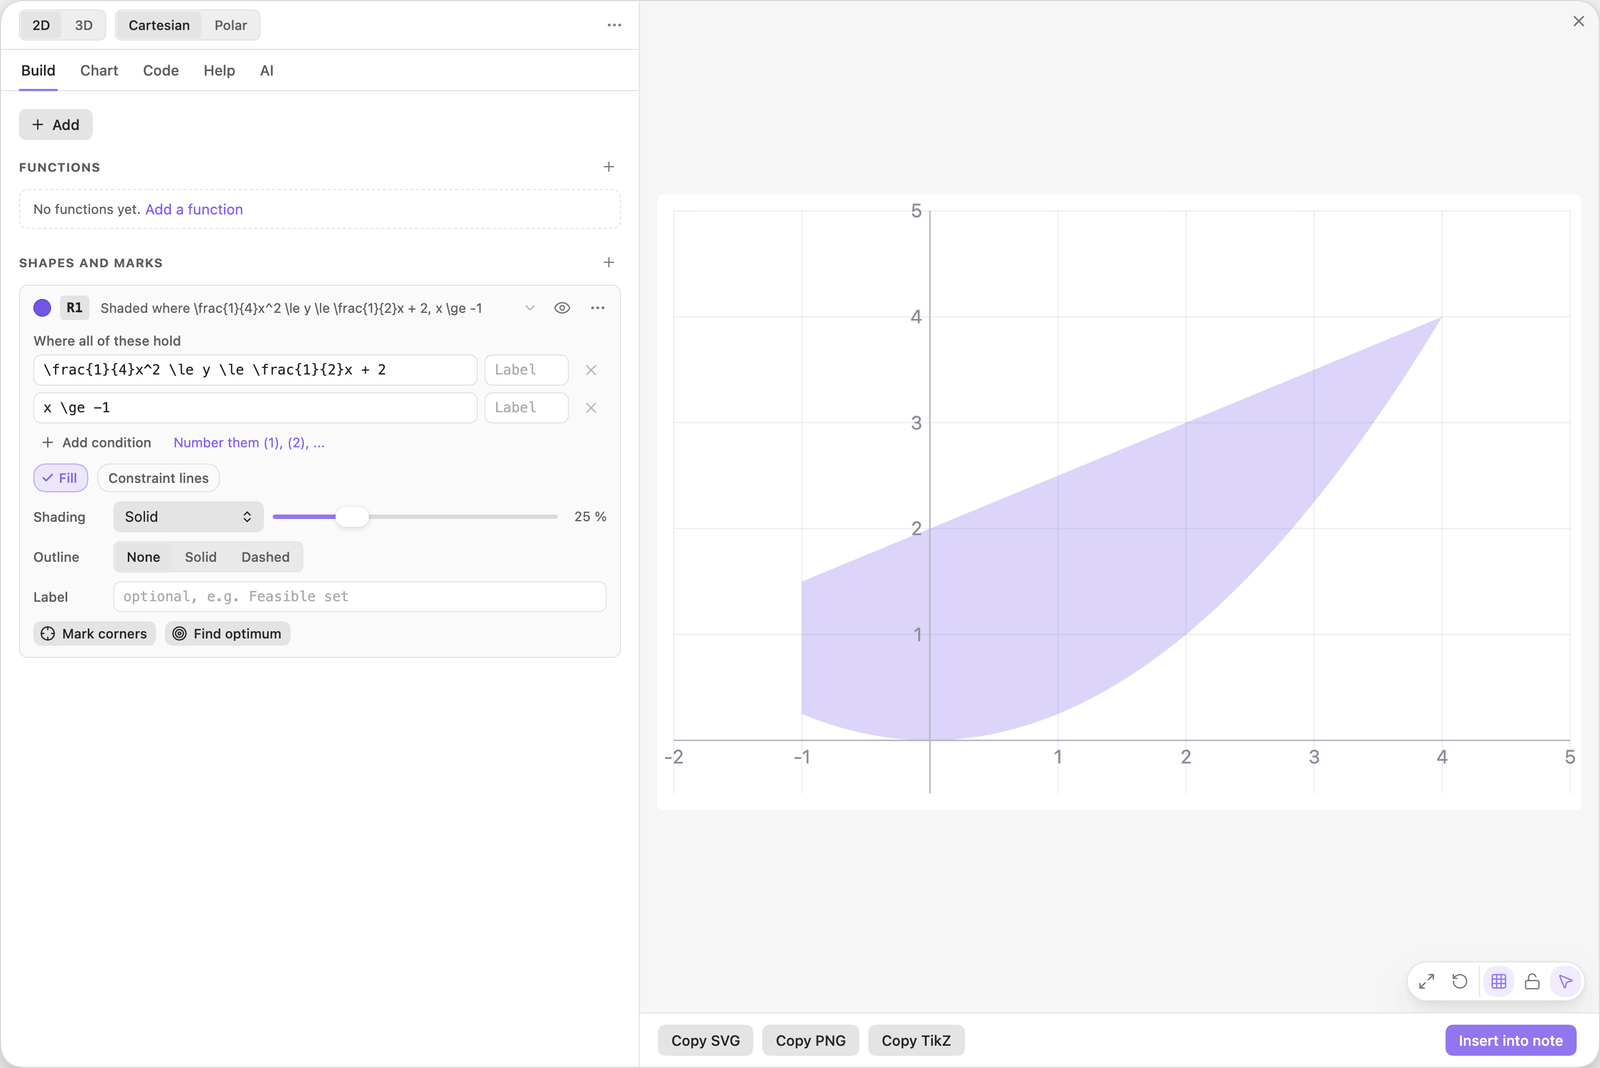 2D 3D Cartesian Polar
Build Chart Code Help AI
+ Add
FUNCTIONS
No functions yet. Add a function
SHAPES AND MARKS
R1 Shaded where \frac{1}{4}x^2 \le y \le \frac{1}{2}x + 2, x \ge -1
Where all of these hold
\frac{1}{4}x^2 \le y \le \frac{1}{2}x + 2 Label
x \ge −1 Label
+ Add condition Number them (1), (2), ...
Fill Constraint lines
Shading Solid 25 %
Outline None Solid Dashed
Label optional, e.g. Feasible set
Mark corners Find optimum
5
4
3
2
1
-2 -1 1 2 3 4 5
Copy SVG Copy PNG Copy TikZ Insert into note